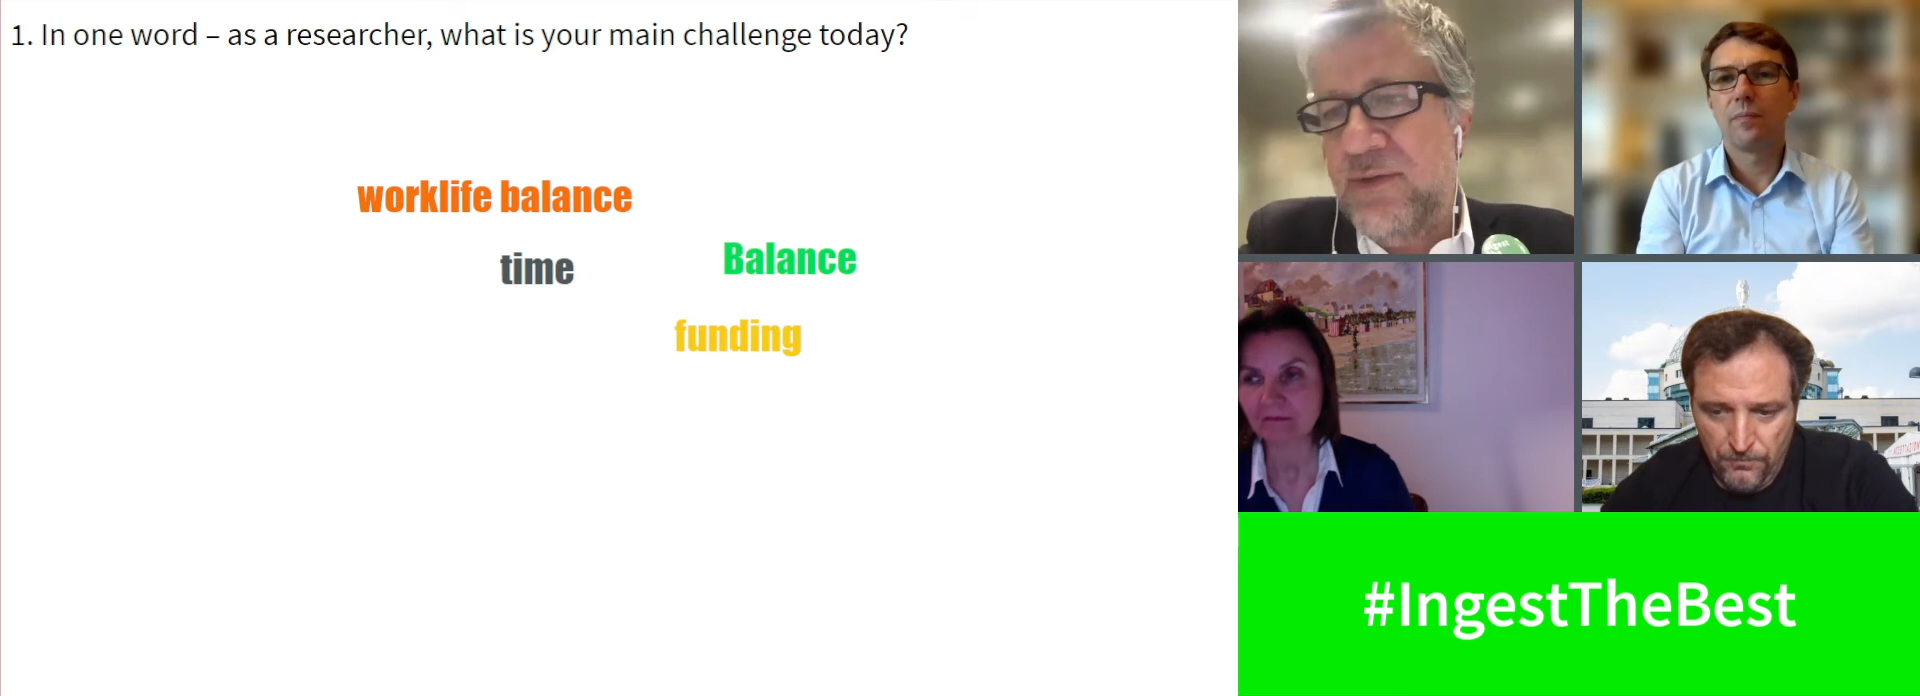 1. In one word – as a researcher, what is your main challenge today?
worklife balance
time
Balance
funding
#IngestTheBest